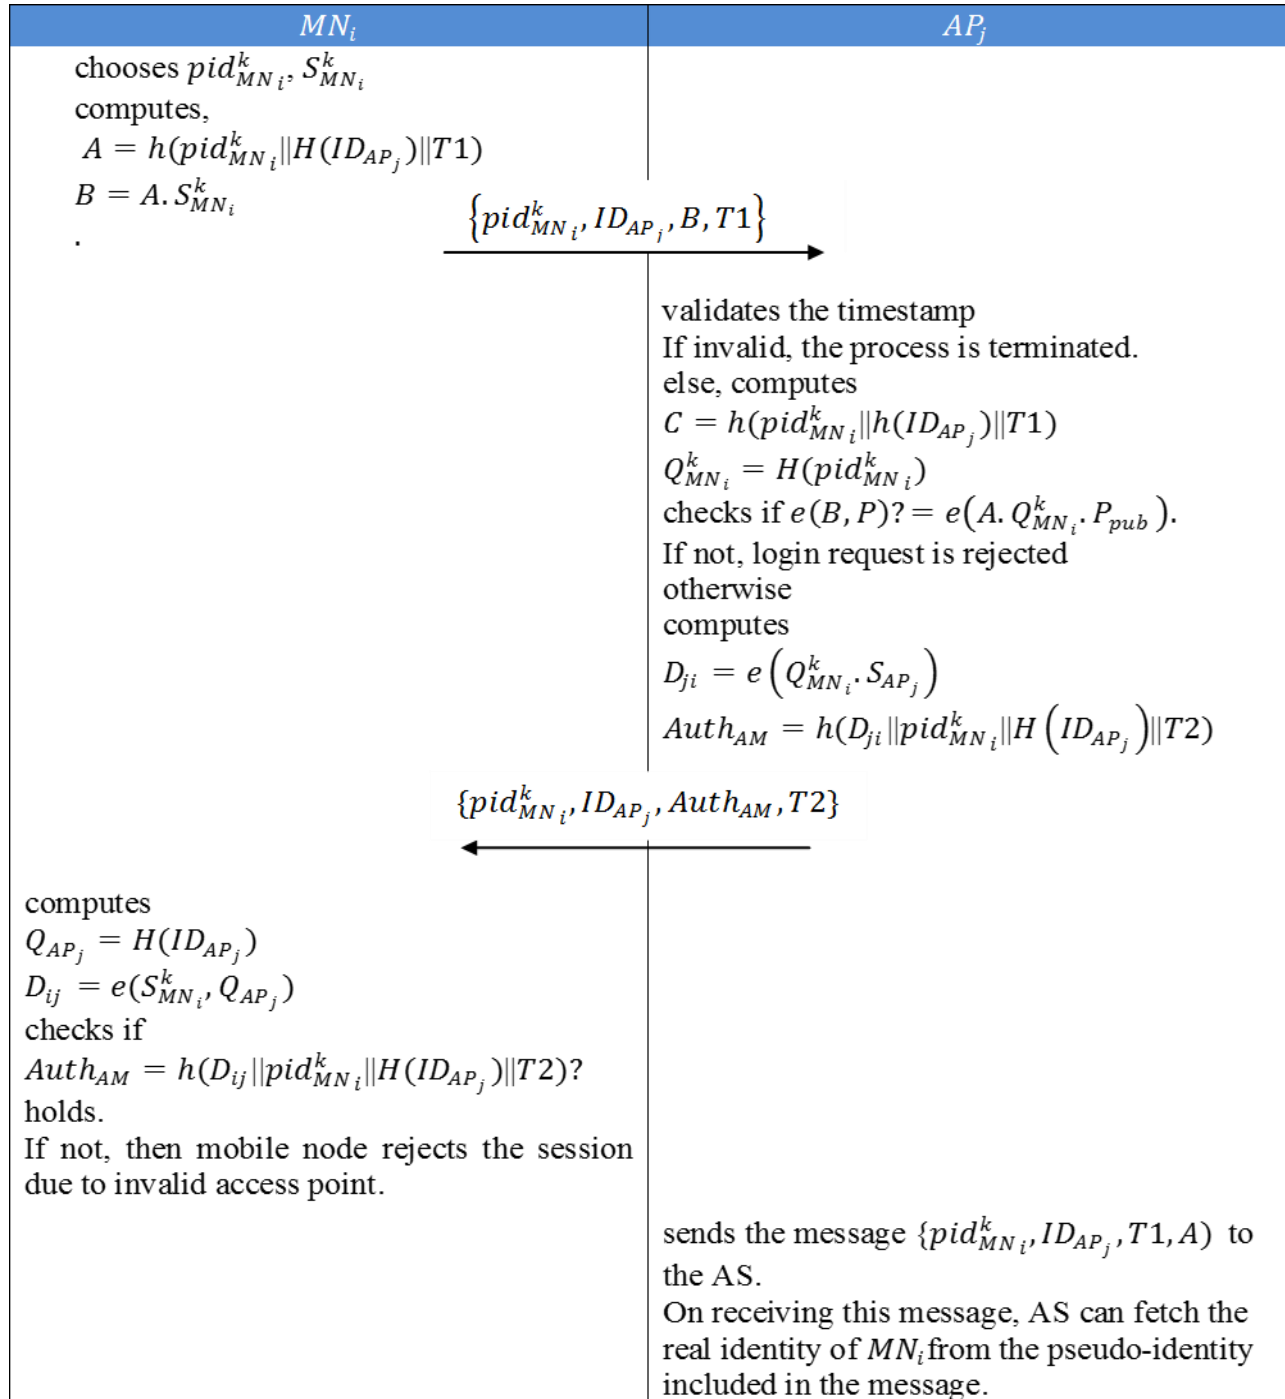 MN_i
AP_j
chooses pid^k_{MN_i}, S^k_{MN_i}
computes,
A = h(pid^k_{MN_i}||H(ID_{AP_j})||T1)
B = A. S^k_{MN_i}
.
{pid^k_{MN_i}, ID_{AP_j}, B, T1}
validates the timestamp
If invalid, the process is terminated.
else, computes
C = h(pid^k_{MN_i}||h(ID_{AP_j})||T1)
Q^k_{MN_i} = H(pid^k_{MN_i})
checks if e(B, P)? = e(A. Q^k_{MN_i}. P_{pub}).
If not, login request is rejected
otherwise
computes
D_{ji} = e(Q^k_{MN_i}. S_{AP_j})
Auth_{AM} = h(D_{ji}||pid^k_{MN_i}||H(ID_{AP_j})||T2)
{pid^k_{MN_i}, ID_{AP_j}, Auth_{AM}, T2}
computes
Q_{AP_j} = H(ID_{AP_j})
D_{ij} = e(S^k_{MN_i}, Q_{AP_j})
checks if
Auth_{AM} = h(D_{ij}||pid^k_{MN_i}||H(ID_{AP_j})||T2)?
holds.
If not, then mobile node rejects the session
due to invalid access point.
sends the message {pid^k_{MN_i}, ID_{AP_j}, T1, A) to
the AS.
On receiving this message, AS can fetch the
real identity of MN_i from the pseudo-identity
included in the message.